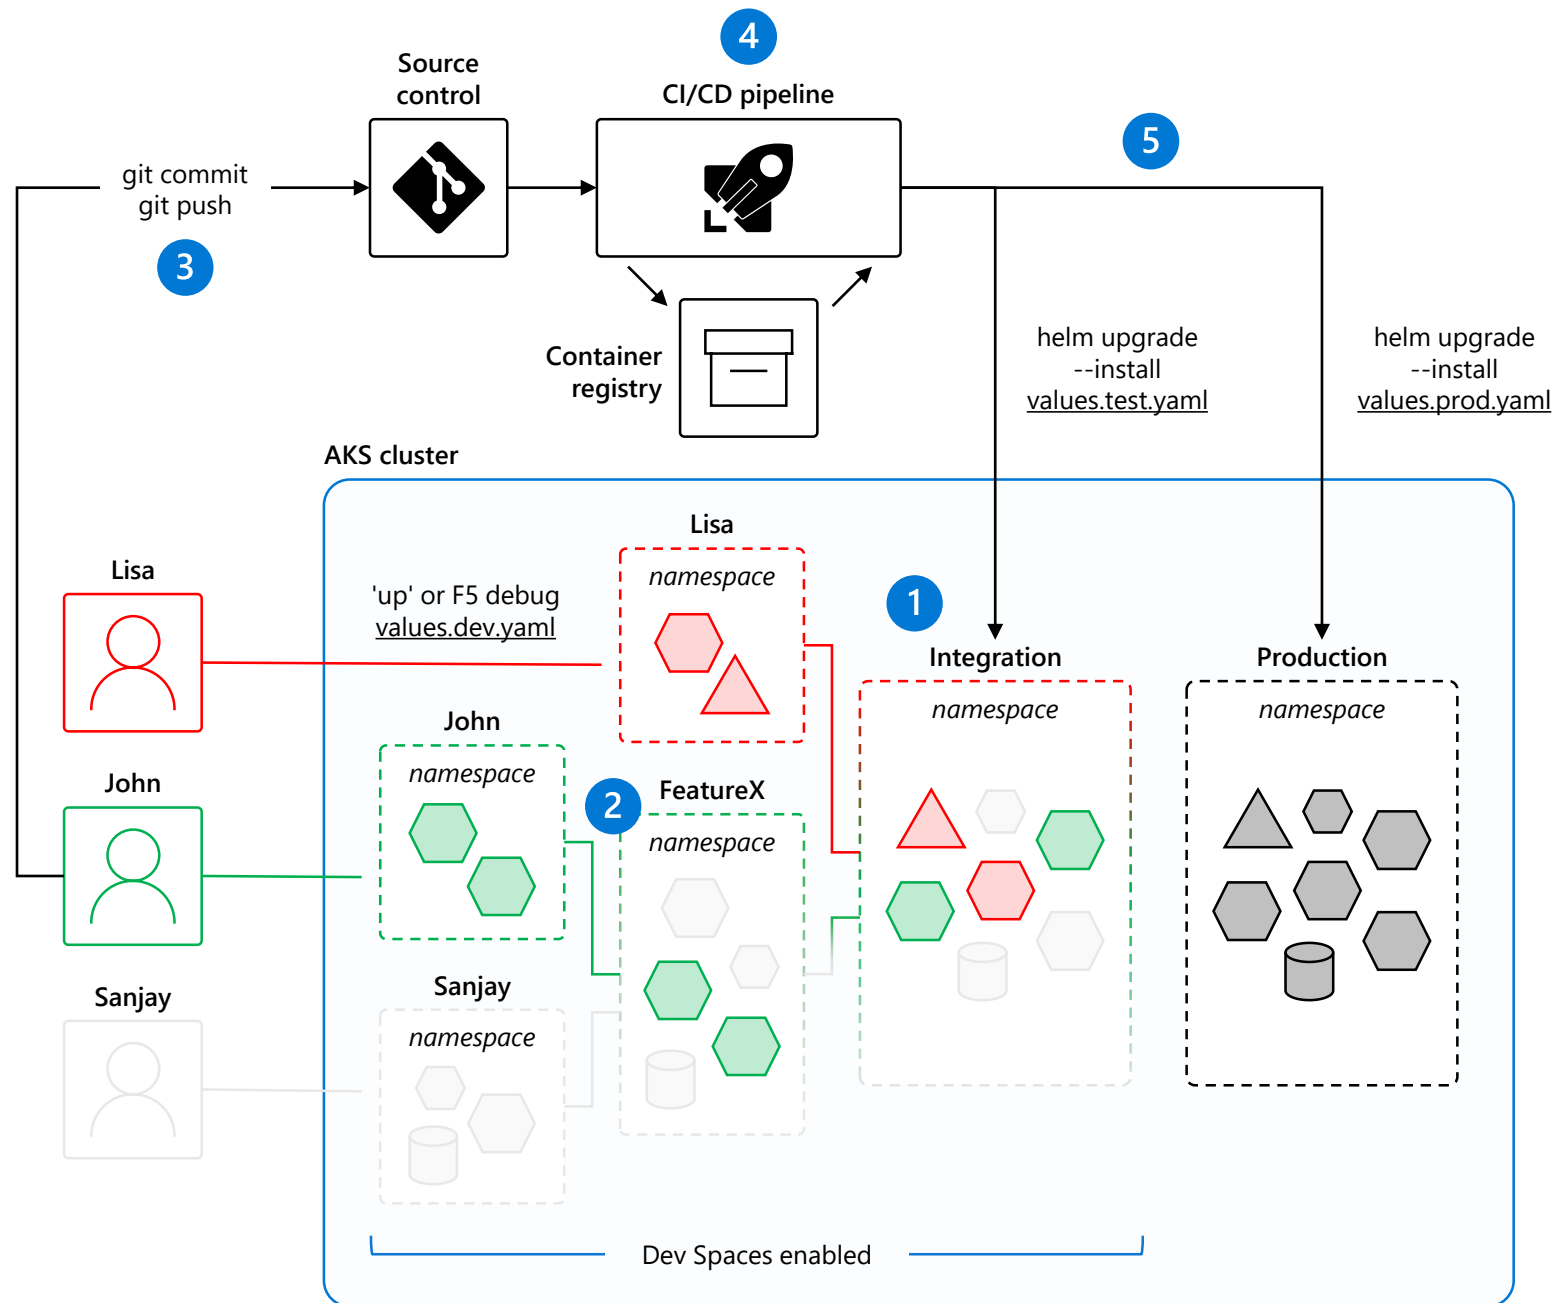 4
Source
control
CI/CD pipeline
5
git commit
git push
3
Container
registry
helm upgrade
--install
values.test.yaml
helm upgrade
--install
values.prod.yaml
AKS cluster
Lisa
'up' or F5 debug
values.dev.yaml
Lisa
namespace
1
Integration
namespace
Production
namespace
John
John
namespace
2
FeatureX
namespace
Sanjay
Sanjay
namespace
Dev Spaces enabled